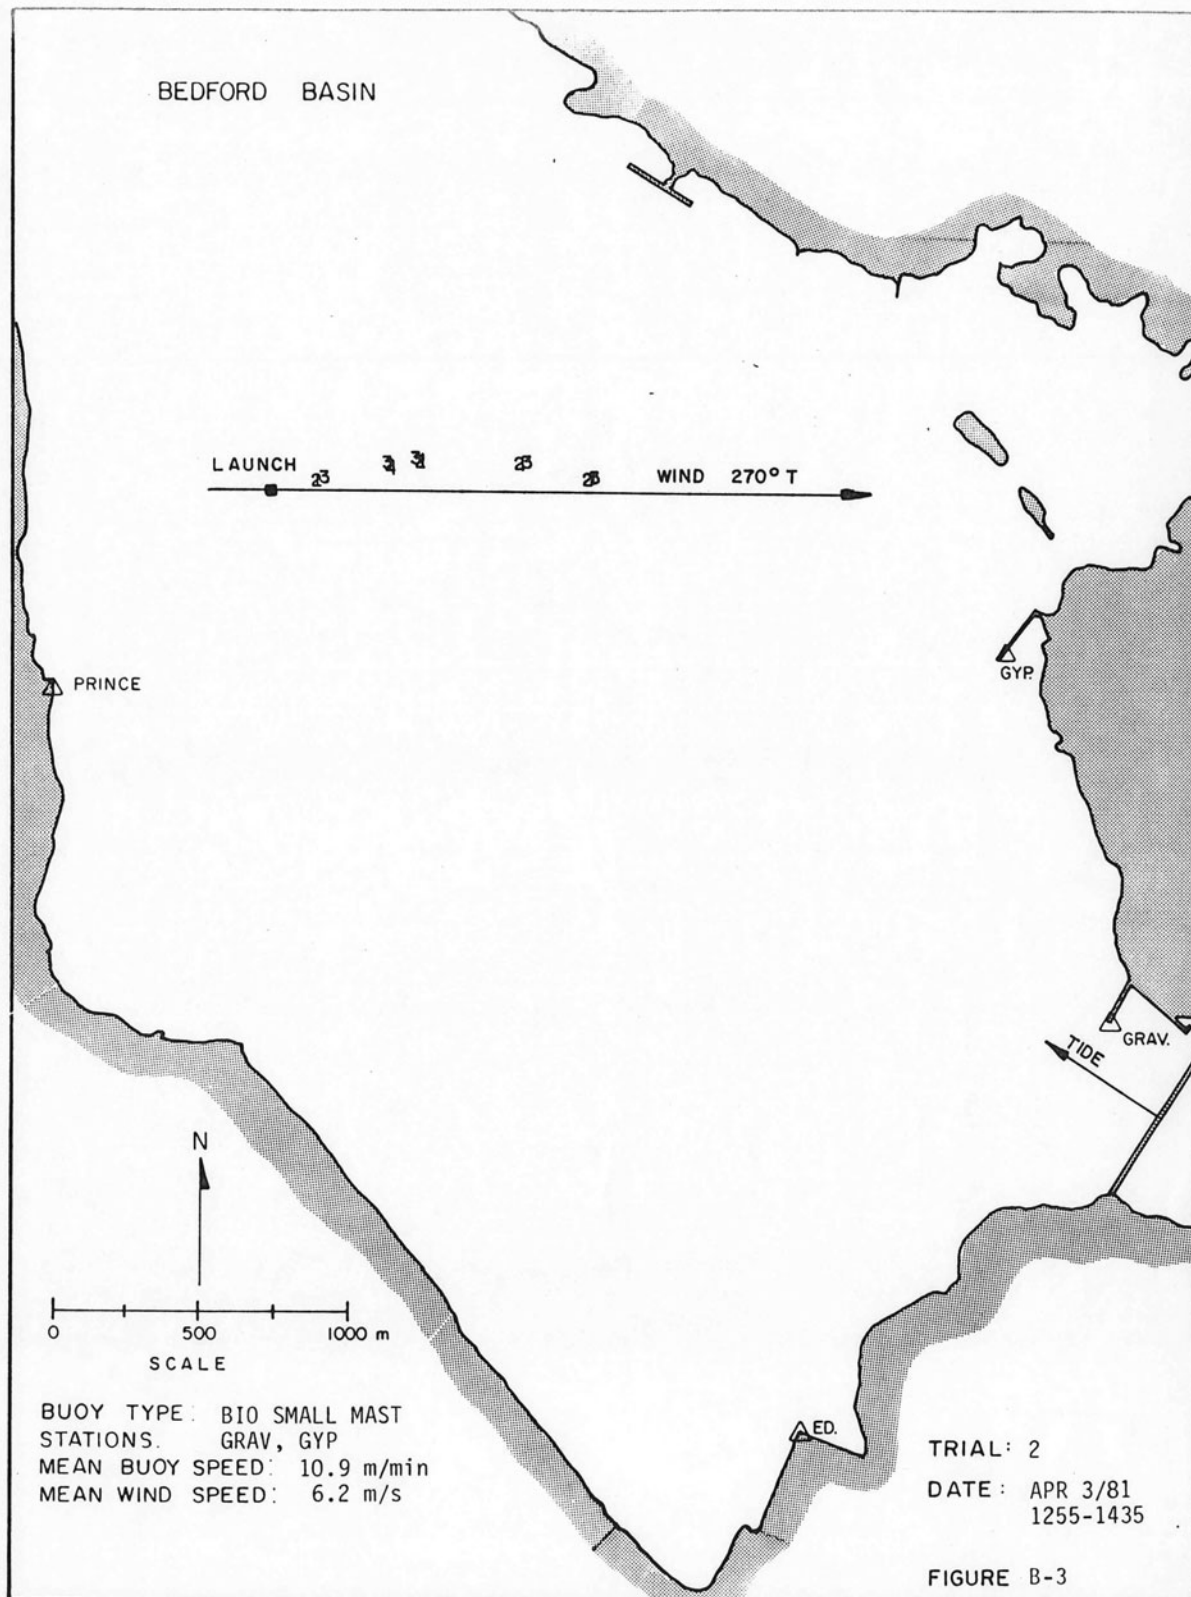 BEDFORD BASIN
LAUNCH
WIND 270° T
PRINCE
GYP.
GRAV.
TIDE
N
0 500 1000 m
SCALE
BUOY TYPE: BIO SMALL MAST
STATIONS. GRAV, GYP
MEAN BUOY SPEED: 10.9 m/min
MEAN WIND SPEED: 6.2 m/s
ED.
TRIAL: 2
DATE: APR 3/81
1255-1435
FIGURE B-3